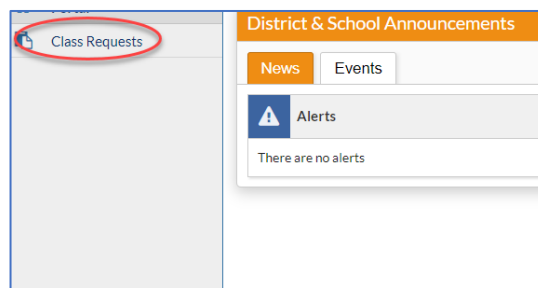 Class Requests
District & School Announcements
News
Events
Alerts
There are no alerts